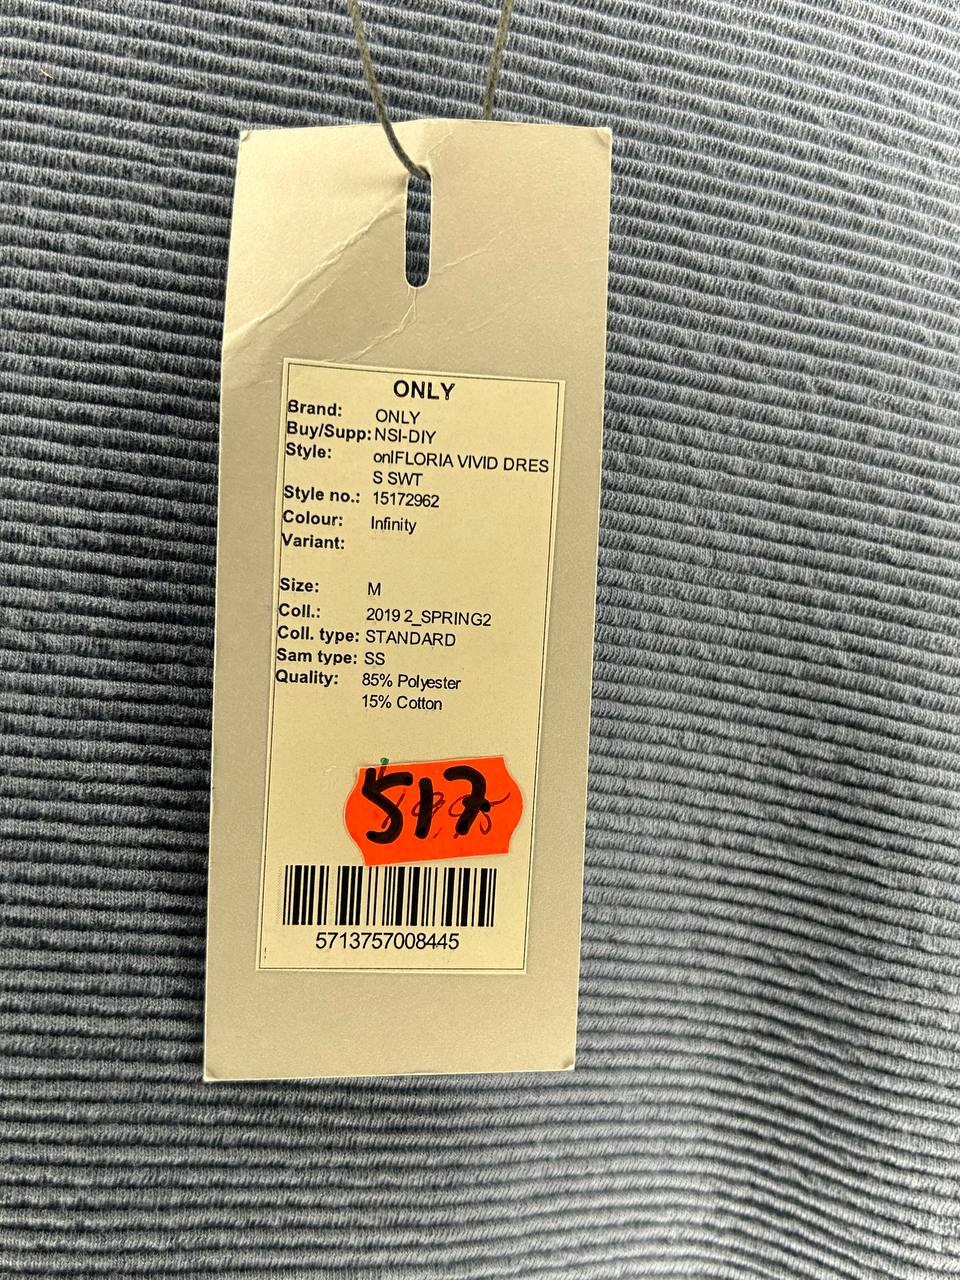 ONLY
Brand: ONLY
Buy/Supp: NSI-DIY
Style: onlFLORIA VIVID DRES
S SWT
Style no.: 15172962
Colour: Infinity
Variant:
Size: M
Coll.: 2019 2_SPRING2
Coll. type: STANDARD
Sam type: SS
Quality: 85% Polyester
15% Cotton
517
5713757008445